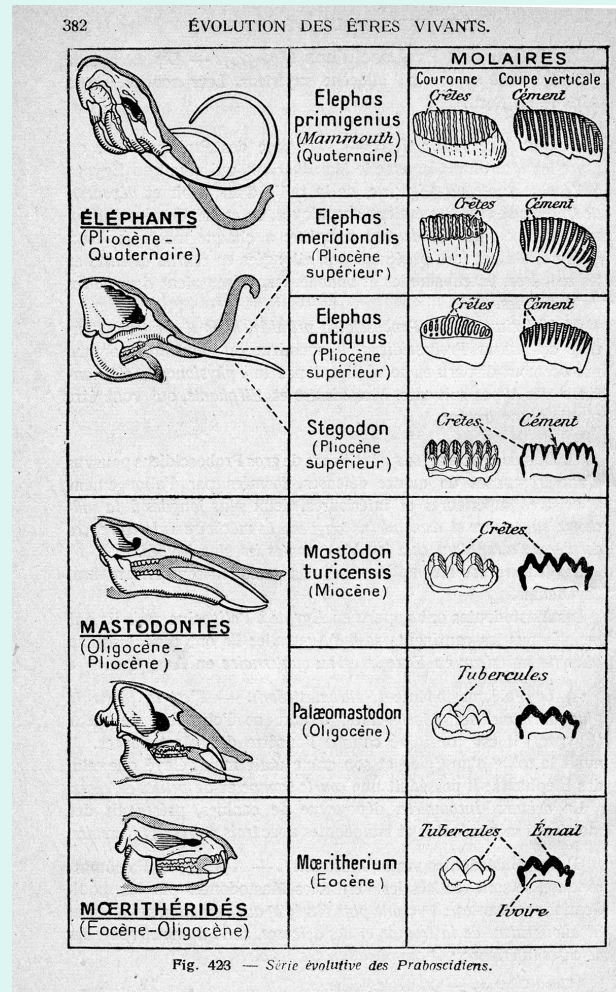 382 ÉVOLUTION DES ÊTRES VIVANTS.
MOLAIRES
Couronne
Coupe verticale
Crêtes
Cément
Elephas
primigenius
(Mammouth)
(Quaternaire)
ÉLÉPHANTS
(Pliocène-
Quaternaire)
Elephas
meridionalis
(Pliocène
supérieur)
Crêtes
Cément
Elephas
antiquus
(Pliocène
supérieur)
Crêtes
Cément
Stegodon
(Pliocène
supérieur)
Crêtes
Cément
Mastodon
turicensis
(Miocène)
Crêtes
MASTODONTES
(Oligocène-
Pliocène)
Palæomastodon
(Oligocène)
Tubercules
Mœritherium
(Eocène)
Tubercules
Émail
Ivoire
MŒRITHÉRIDÉS
(Eocène-Oligocène)
Fig. 423 — Série évolutive des Praboscidiens.